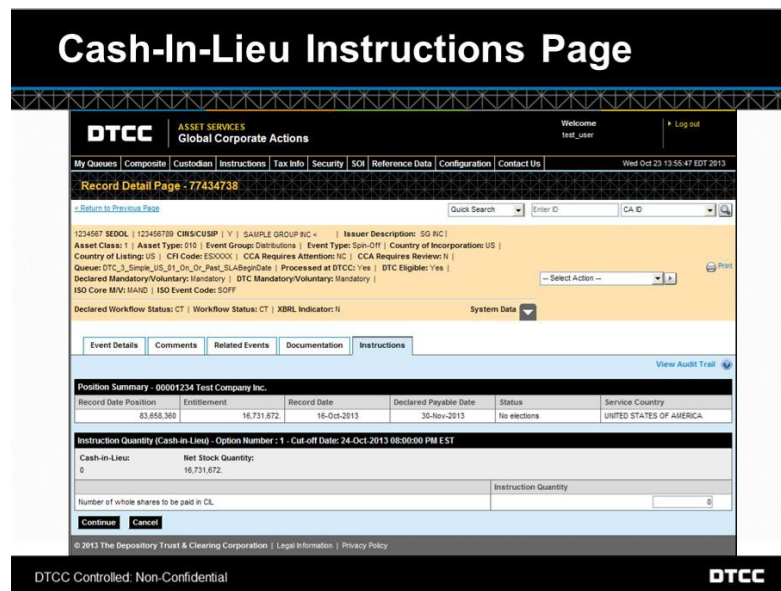 Cash-In-Lieu Instructions Page
DTCC
ASSET SERVICES
Global Corporate Actions
Welcome
test_user
Log out
My Queues | Composite | Custodian | Instructions | Tax Info | Security | SOI | Reference Data | Configuration | Contact Us |
Wed Oct 23 13:55:47 EDT 2013
Record Detail Page - 77434738
< Return to Previous Page
Quick Search
Enter ID
CA ID
1234567 SEDOL | 123456789 CINS/CUSIP | Y | SAMPLE GROUP INC < | Issuer Description: SG INC |
Asset Class: 1 | Asset Type: 010 | Event Group: Distributions | Event Type: Spin-Off | Country of Incorporation: US |
Country of Listing: US | CFI Code: ESXXXX | CCA Requires Attention: NC | CCA Requires Review: N |
Queue: DTC_3_Simple_US_01_On_Or_Past_SLABeginDate | Processed at DTCC: Yes | DTC Eligible: Yes |
Print
Declared Mandatory/Voluntary: Mandatory | DTC Mandatory/Voluntary: Mandatory |
-- Select Action --
ISO Core M/V: MAND | ISO Event Code: SOFF
Declared Workflow Status: CT | Workflow Status: CT | XBRL Indicator: N
System Data
Event Details
Comments
Related Events
Documentation
Instructions
View Audit Trail
Position Summary - 00001234 Test Company Inc.
Record Date Position Entitlement Record Date Declared Payable Date Status Service Country
83,658,360 16,731,672. 16-Oct-2013 30-Nov-2013 No elections UNITED STATES OF AMERICA
Instruction Quantity (Cash-in-Lieu) - Option Number : 1 - Cut-off Date: 24-Oct-2013 08:00:00 PM EST
Cash-in-Lieu: Net Stock Quantity:
0 16,731,672.
Instruction Quantity
Number of whole shares to be paid in CIL 0
Continue Cancel
© 2013 The Depository Trust & Clearing Corporation | Legal Information | Privacy Policy
DTCC Controlled: Non-Confidential
DTCC